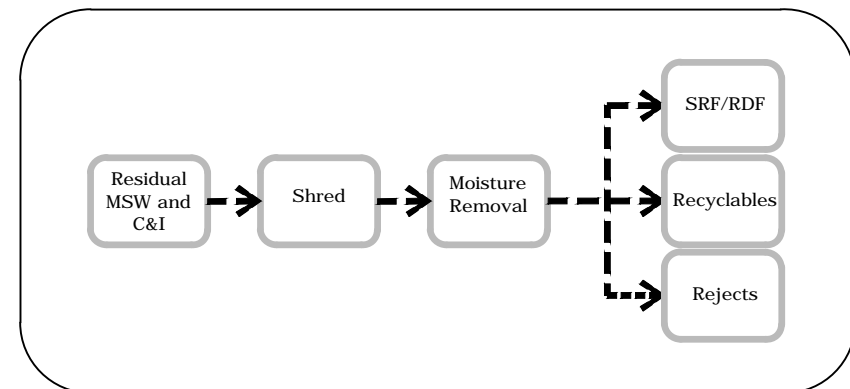 Residual
MSW and
C&I
Shred
Moisture
Removal
SRF/RDF
Recyclables
Rejects